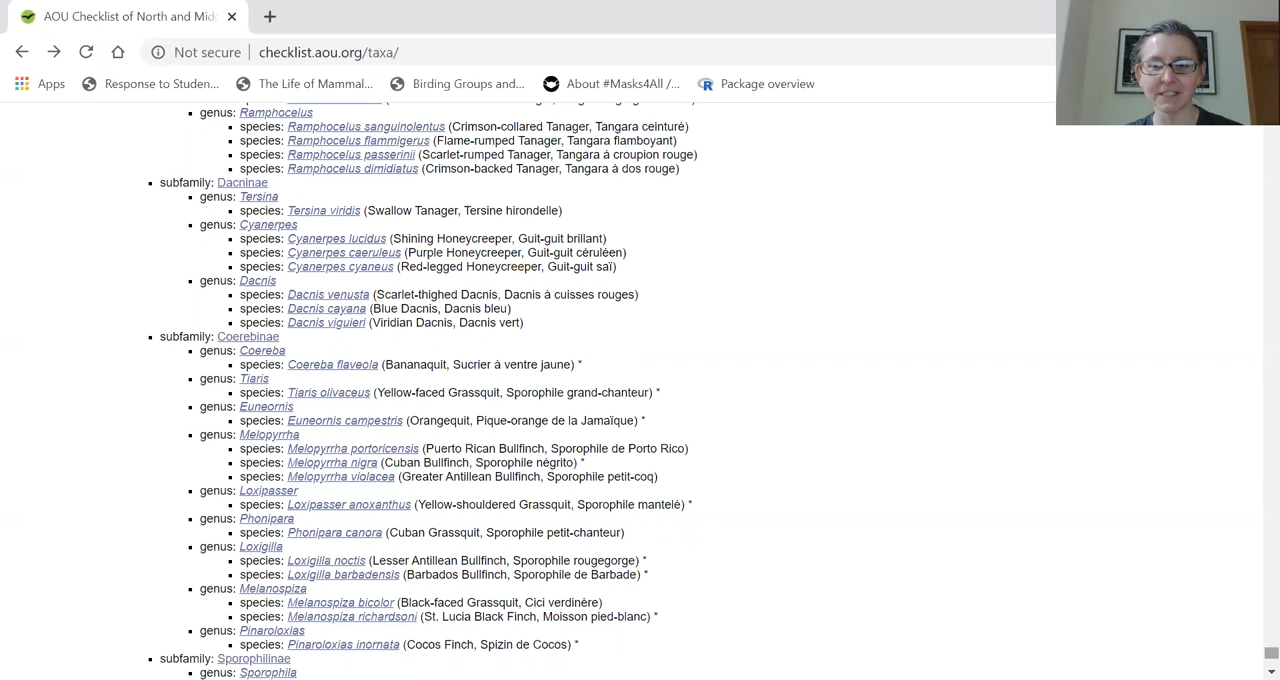 AOU Checklist of North and Midd
Not secure | checklist.aou.org/taxa/
Apps Response to Studen... The Life of Mammal... Birding Groups and... About #Masks4All /... Package overview
genus: Ramphocelus
species: Ramphocelus sanguinolentus (Crimson-collared Tanager, Tangara ceinturé)
species: Ramphocelus flammigerus (Flame-rumped Tanager, Tangara flamboyant)
species: Ramphocelus passerinii (Scarlet-rumped Tanager, Tangara à croupion rouge)
species: Ramphocelus dimidiatus (Crimson-backed Tanager, Tangara à dos rouge)
subfamily: Dacninae
genus: Tersina
species: Tersina viridis (Swallow Tanager, Tersine hirondelle)
genus: Cyanerpes
species: Cyanerpes lucidus (Shining Honeycreeper, Guit-guit brillant)
species: Cyanerpes caeruleus (Purple Honeycreeper, Guit-guit céruléen)
species: Cyanerpes cyaneus (Red-legged Honeycreeper, Guit-guit saï)
genus: Dacnis
species: Dacnis venusta (Scarlet-thighed Dacnis, Dacnis à cuisses rouges)
species: Dacnis cayana (Blue Dacnis, Dacnis bleu)
species: Dacnis viguieri (Viridian Dacnis, Dacnis vert)
subfamily: Coerebinae
genus: Coereba
species: Coereba flaveola (Bananaquit, Sucrier à ventre jaune) *
genus: Tiaris
species: Tiaris olivaceus (Yellow-faced Grassquit, Sporophile grand-chanteur) *
genus: Euneornis
species: Euneornis campestris (Orangequit, Pique-orange de la Jamaïque) *
genus: Melopyrrha
species: Melopyrrha portoricensis (Puerto Rican Bullfinch, Sporophile de Porto Rico)
species: Melopyrrha nigra (Cuban Bullfinch, Sporophile négrito) *
species: Melopyrrha violacea (Greater Antillean Bullfinch, Sporophile petit-coq)
genus: Loxipasser
species: Loxipasser anoxanthus (Yellow-shouldered Grassquit, Sporophile mantelé) *
genus: Phonipara
species: Phonipara canora (Cuban Grassquit, Sporophile petit-chanteur)
genus: Loxigilla
species: Loxigilla noctis (Lesser Antillean Bullfinch, Sporophile rougegorge) *
species: Loxigilla barbadensis (Barbados Bullfinch, Sporophile de Barbade) *
genus: Melanospiza
species: Melanospiza bicolor (Black-faced Grassquit, Cici verdinère)
species: Melanospiza richardsoni (St. Lucia Black Finch, Moisson pied-blanc) *
genus: Pinaroloxias
species: Pinaroloxias inornata (Cocos Finch, Spizin de Cocos) *
subfamily: Sporophilinae
genus: Sporophila